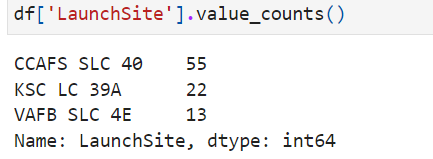 df['LaunchSite'].value_counts()
CCAFS SLC 40    55
KSC LC 39A      22
VAFB SLC 4E     13
Name: LaunchSite, dtype: int64